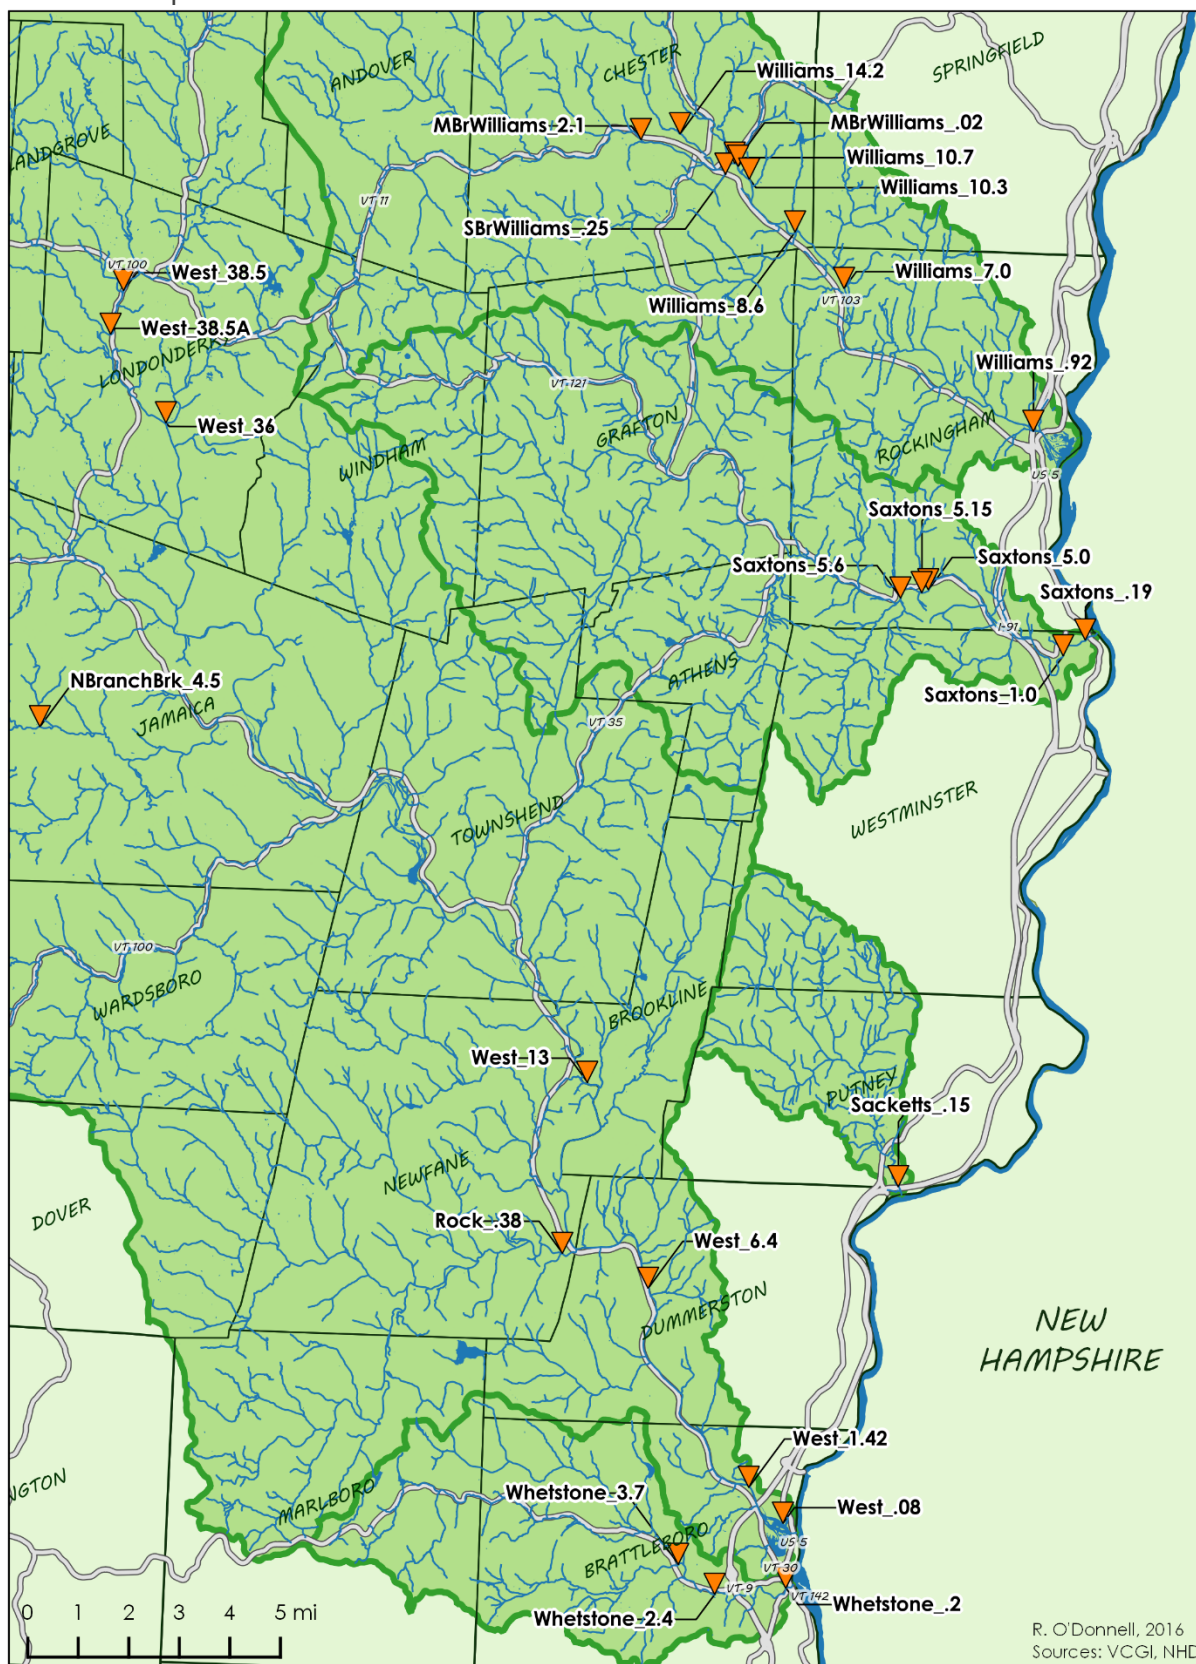 ANDOVER
CHESTER
SPRINGFIELD
Williams_14.2
MBrWilliams_2.1
MBrWilliams_.02
Williams_10.7
Williams_10.3
VT 11
SBrWilliams_.25
VT 100
West_38.5
Williams_7.0
Williams_8.6
VT 103
West_38.5A
Williams_.92
VT 121
West_36
GRAFTON
ROCKINGHAM
WINDHAM
US 5
Saxtons_5.15
Saxtons_5.6
Saxtons_5.0
Saxtons_.19
I-91
ATHENS
NBranchBrk_4.5
Saxtons_1.0
JAMAICA
VT 35
TOWNSHEND
WESTMINSTER
VT 100
WARDSBORO
BROOKLINE
West_13
PUTNEY
Sacketts_.15
NEWFANE
DOVER
Rock_.38
West_6.4
DUMMERSTON
NEW
HAMPSHIRE
West_1.42
NGTON
MARLBORO
Whetstone_3.7
West_.08
BRATTLEBORO
US 5
VT 30
VT 9
VT 142
Whetstone_.2
Whetstone_2.4
0 1 2 3 4 5 mi
R. O'Donnell, 2016
Sources: VCGI, NHD